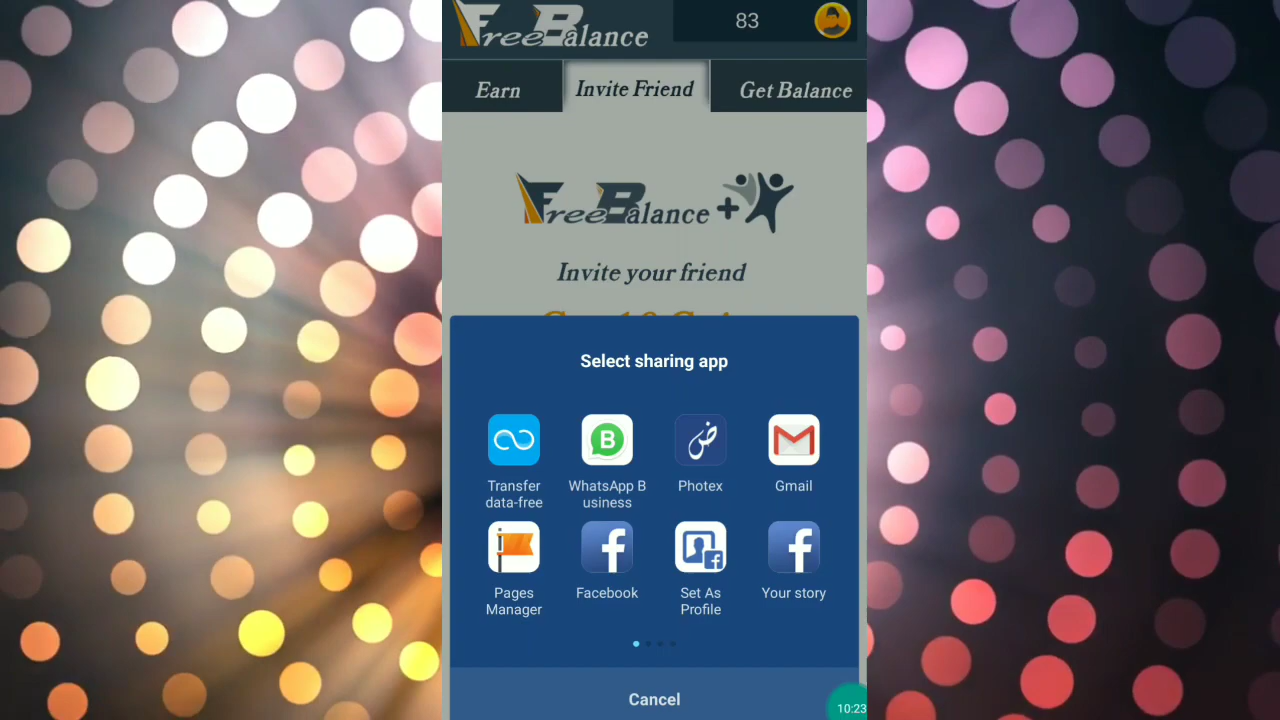 FreeBalance
83
Earn
Invite Friend
Get Balance
FreeBalance
Invite your friend
Select sharing app
Transfer
data-free
WhatsApp B
usiness
ض
Photex
Gmail
Pages
Manager
Facebook
Set As
Profile
Your story
Cancel
10:23